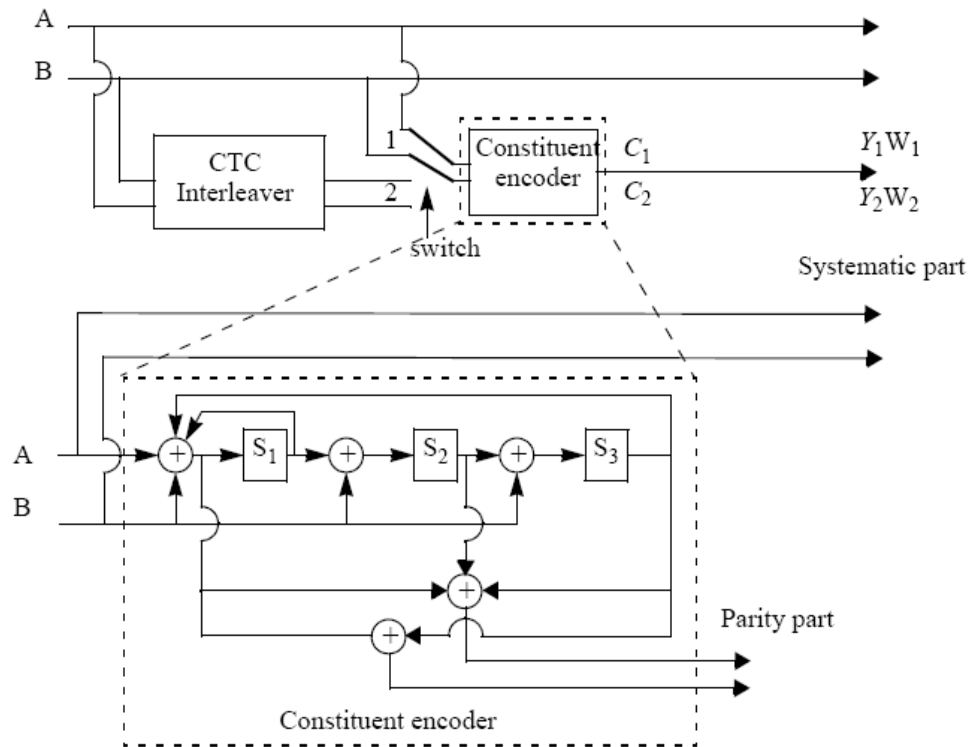 A
B
CTC
Interleaver
1
2
switch
Constituent
encoder
C₁
C₂
Y₁W₁
Y₂W₂
Systematic part
A
B
+
S₁
+
S₂
+
S₃
+
+
Parity part
Constituent encoder